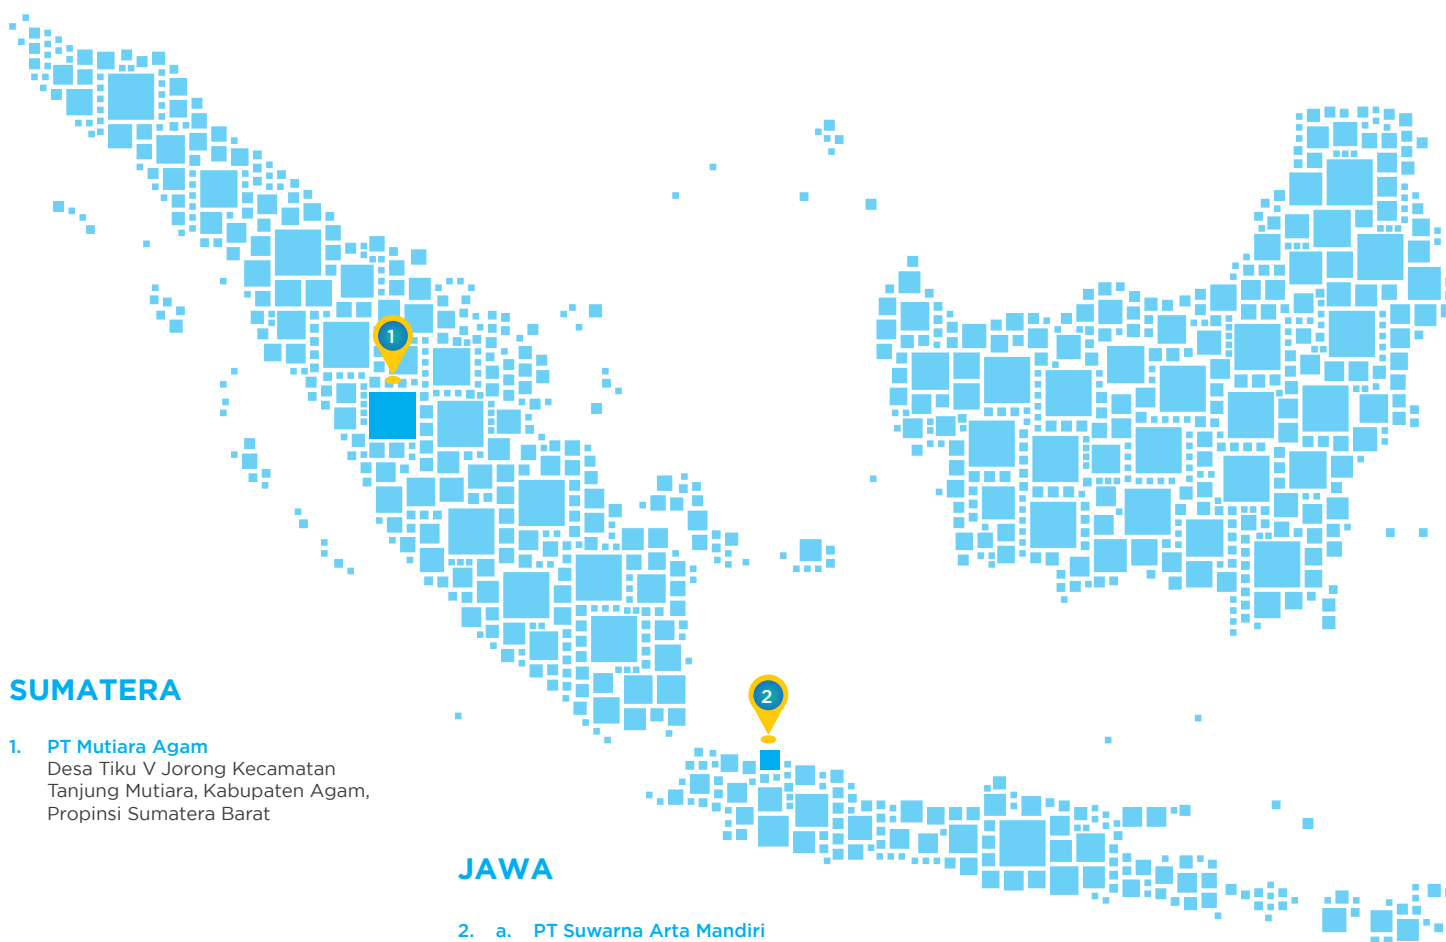 1
2
SUMATERA
1. PT Mutiara Agam
Desa Tiku V Jorong Kecamatan
Tanjung Mutiara, Kabupaten Agam,
Propinsi Sumatera Barat
JAWA
2. a. PT Suwarna Arta Mandiri